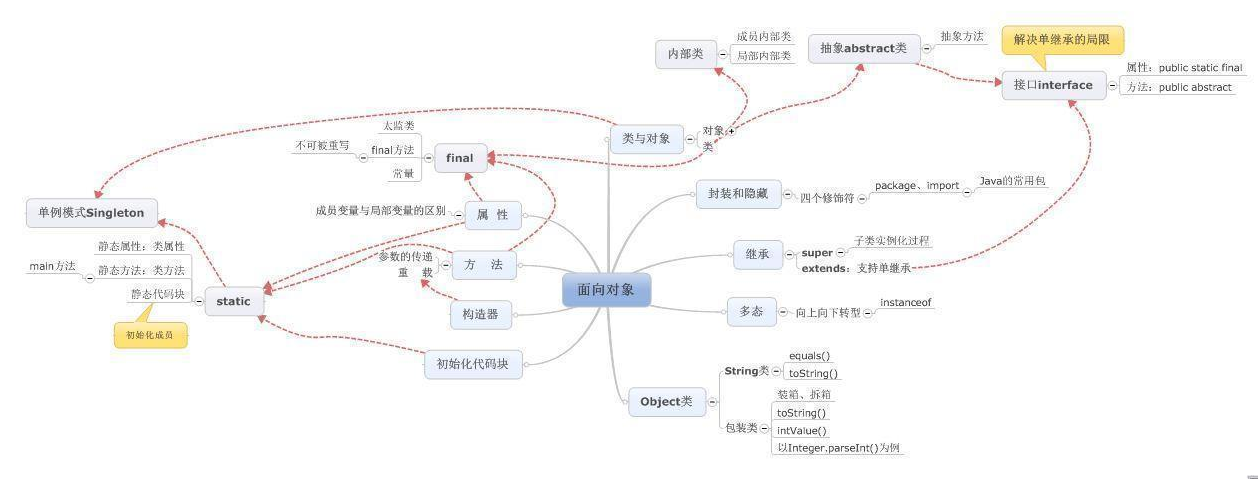 成员内部类
内部类
局部内部类
抽象abstract类
抽象方法
解决单继承的局限
接口interface
属性：public static final
方法：public abstract
类与对象
对象
类
太监类
不可被重写
final方法
常量
final
封装和隐藏
四个修饰符
package、import
Java的常用包
单例模式Singleton
成员变量与局部变量的区别
属 性
静态属性：类属性
main方法
静态方法：类方法
静态代码块
static
初始化成员
参数的传递
重 载
方 法
继承
super
子类实例化过程
extends：支持单继承
面向对象
构造器
多态
向上向下转型
instanceof
初始化代码块
Object类
String类
equals()
toString()
包装类
装箱、拆箱
toString()
intValue()
以Integer.parseInt()为例